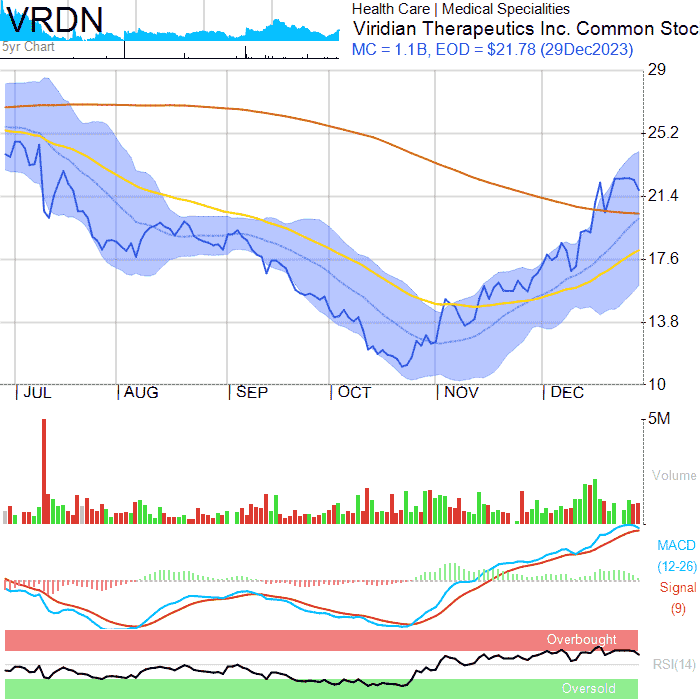 VRDN
5yr Chart
Health Care | Medical Specialities
Viridian Therapeutics Inc. Common Stoc
MC = 1.1B, EOD = $21.78 (29Dec2023)
29
25.2
21.4
17.6
13.8
10
JUL AUG SEP OCT NOV DEC
5M
Volume
MACD
(12-26)
Signal
(9)
Overbought
RSI(14)
Oversold